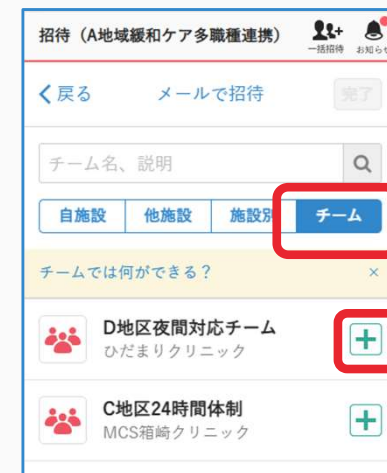 招待（A地域緩和ケア多職種連携）
一括招待 お知らせ
戻る メールで招待 完了
チーム名、説明
自施設 他施設 施設別 チーム
チームでは何ができる？ ×
D地区夜間対応チーム
ひだまりクリニック
C地区24時間体制
MCS箱崎クリニック